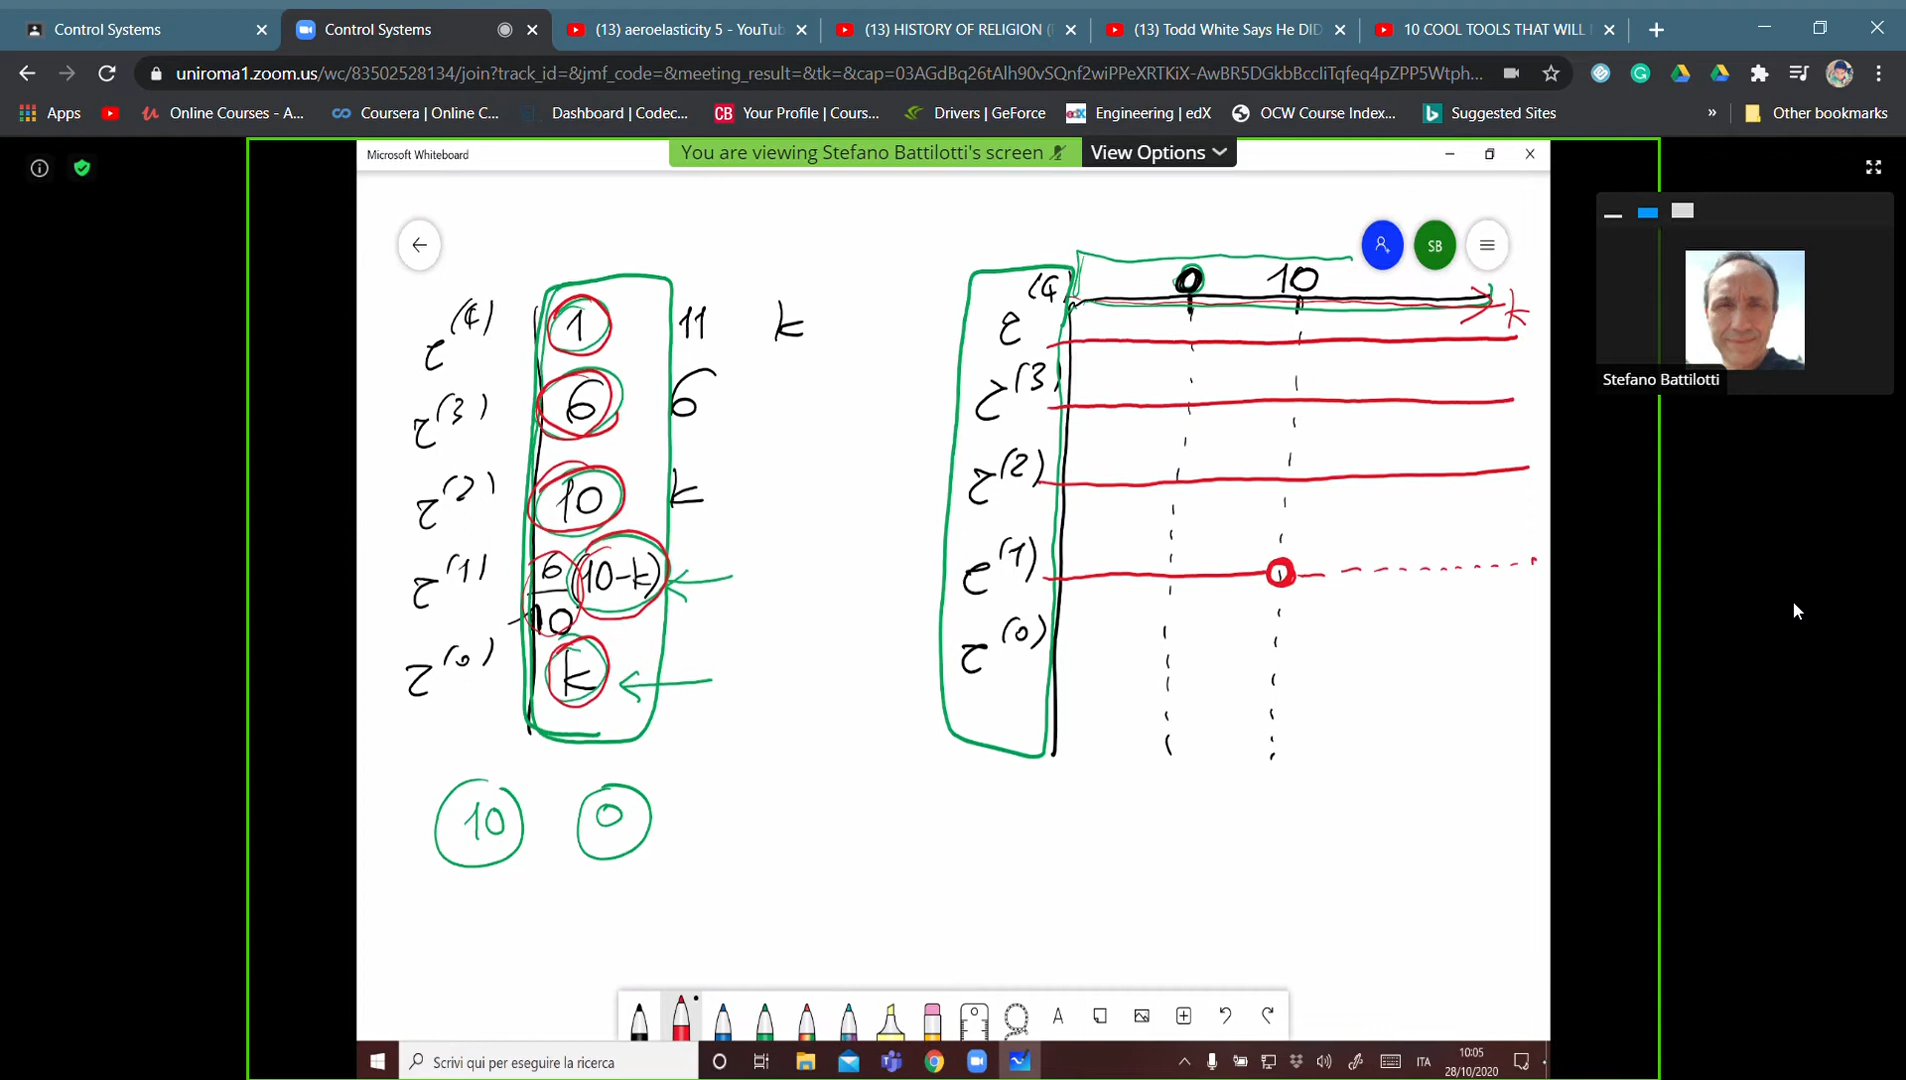 Control Systems
Control Systems
(13) aeroelasticity 5 - YouTub
(13) HISTORY OF RELIGION (
(13) Todd White Says He DID
10 COOL TOOLS THAT WILL
uniroma1.zoom.us/wc/83502528134/join?track_id=&jmf_code=&meeting_result=&tk=&cap=03AGdBq26tAlh90vSQnf2wiPPeXRTKiX-AwBR5DGkbBccIiTqfeq4pZPP5Wtph...
Apps
Online Courses - A...
Coursera | Online C...
Dashboard | Codec...
Your Profile | Cours...
Drivers | GeForce
Engineering | edX
OCW Course Index...
Suggested Sites
»
Other bookmarks
Microsoft Whiteboard
You are viewing Stefano Battilotti's screen
View Options
SB
Stefano Battilotti
τ(4) 1 11 k
τ(3) 6 6
τ(2) 10 k
τ(1) 6/10 (10-k)
τ(0) k
10 0
0 10 k
τ(4)
τ(3)
τ(2)
τ(1)
τ(0)
Scrivi qui per eseguire la ricerca
ITA
10:05
28/10/2020